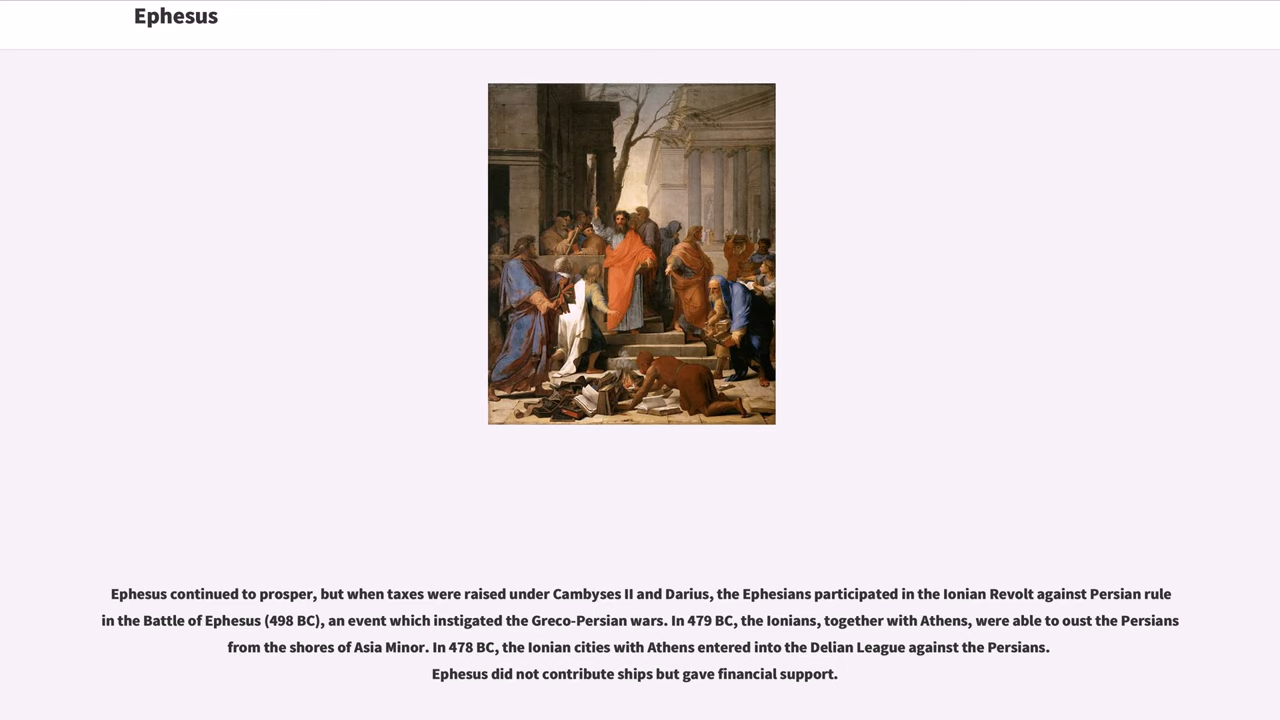 Ephesus
Ephesus continued to prosper, but when taxes were raised under Cambyses II and Darius, the Ephesians participated in the Ionian Revolt against Persian rule
in the Battle of Ephesus (498 BC), an event which instigated the Greco-Persian wars. In 479 BC, the Ionians, together with Athens, were able to oust the Persians
from the shores of Asia Minor. In 478 BC, the Ionian cities with Athens entered into the Delian League against the Persians.
Ephesus did not contribute ships but gave financial support.